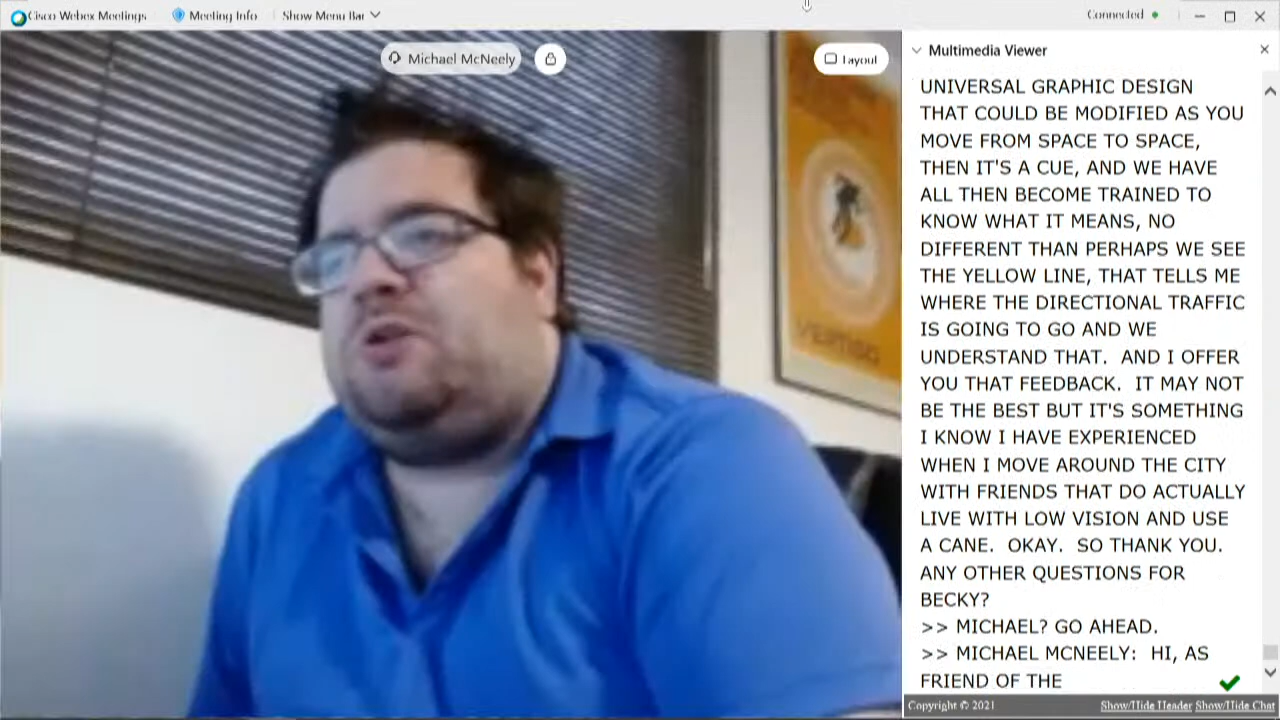 Cisco Webex Meetings
Meeting Info
Show Menu Bar
Connected
Michael McNeely
Layout
VERTIGO
Multimedia Viewer
UNIVERSAL GRAPHIC DESIGN
THAT COULD BE MODIFIED AS YOU
MOVE FROM SPACE TO SPACE,
THEN IT'S A CUE, AND WE HAVE
ALL THEN BECOME TRAINED TO
KNOW WHAT IT MEANS, NO
DIFFERENT THAN PERHAPS WE SEE
THE YELLOW LINE, THAT TELLS ME
WHERE THE DIRECTIONAL TRAFFIC
IS GOING TO GO AND WE
UNDERSTAND THAT. AND I OFFER
YOU THAT FEEDBACK. IT MAY NOT
BE THE BEST BUT IT'S SOMETHING
I KNOW I HAVE EXPERIENCED
WHEN I MOVE AROUND THE CITY
WITH FRIENDS THAT DO ACTUALLY
LIVE WITH LOW VISION AND USE
A CANE. OKAY. SO THANK YOU.
ANY OTHER QUESTIONS FOR
BECKY?
>> MICHAEL? GO AHEAD.
>> MICHAEL MCNEELY: HI, AS
FRIEND OF THE
Copyright © 2021
Show/Hide Header Show/Hide Chat